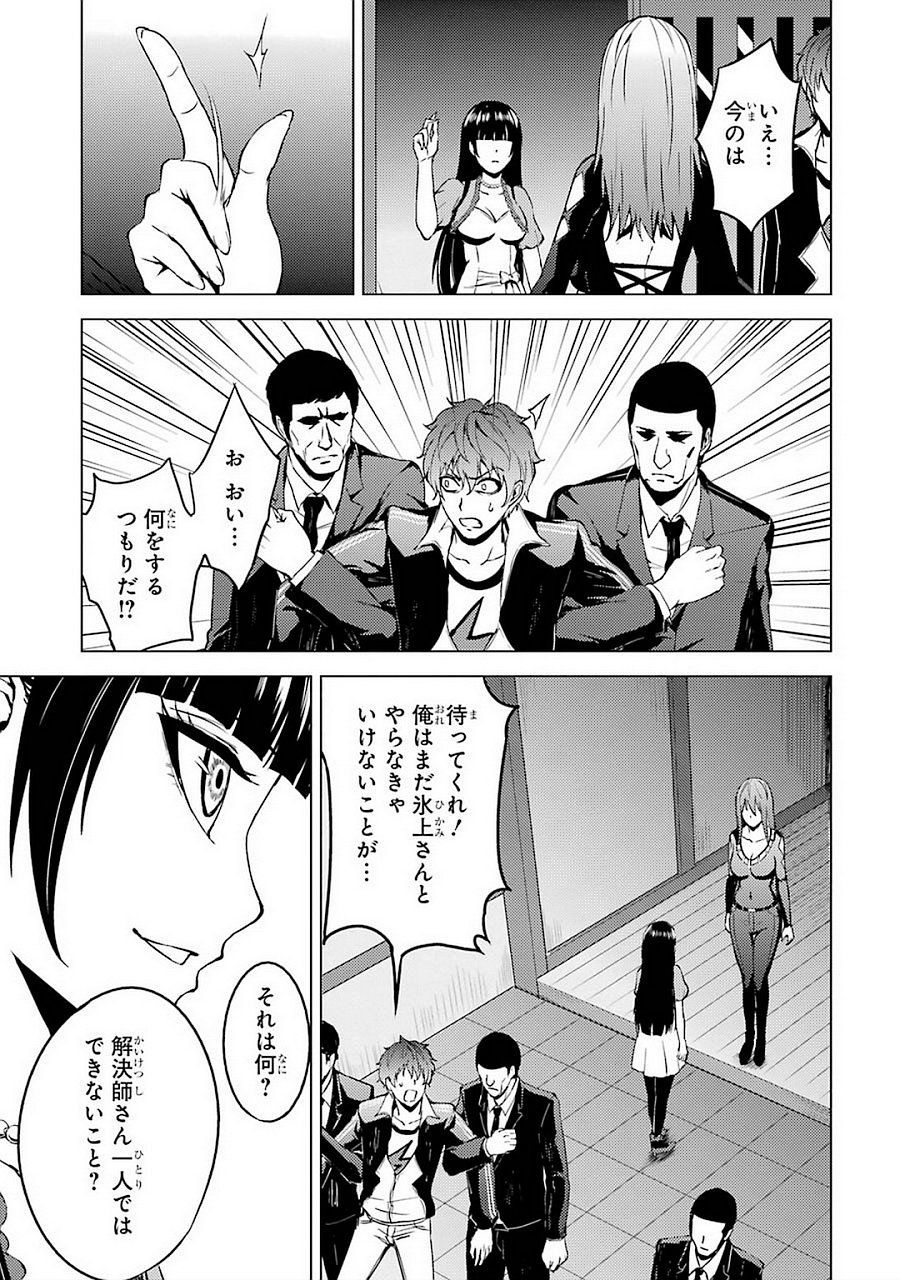 いえ…
今のは
お おい…
何をする
つもりだ!?
待ってくれ!
俺はまだ氷上さんと
やらなきゃ
いけないことが…
それは何?
解決師さん一人では
できないこと?